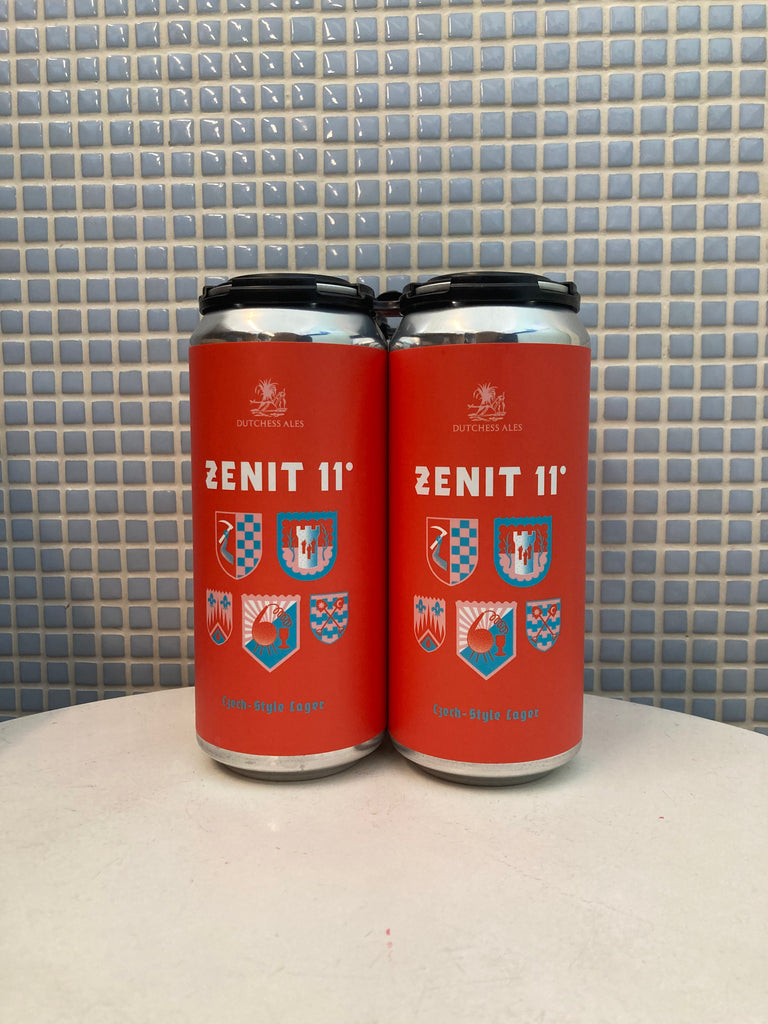 DUTCHESS ALES
ZENIT 11°
Czech-Style Lager
DUTCHESS ALES
ZENIT 11°
Czech-Style Lager